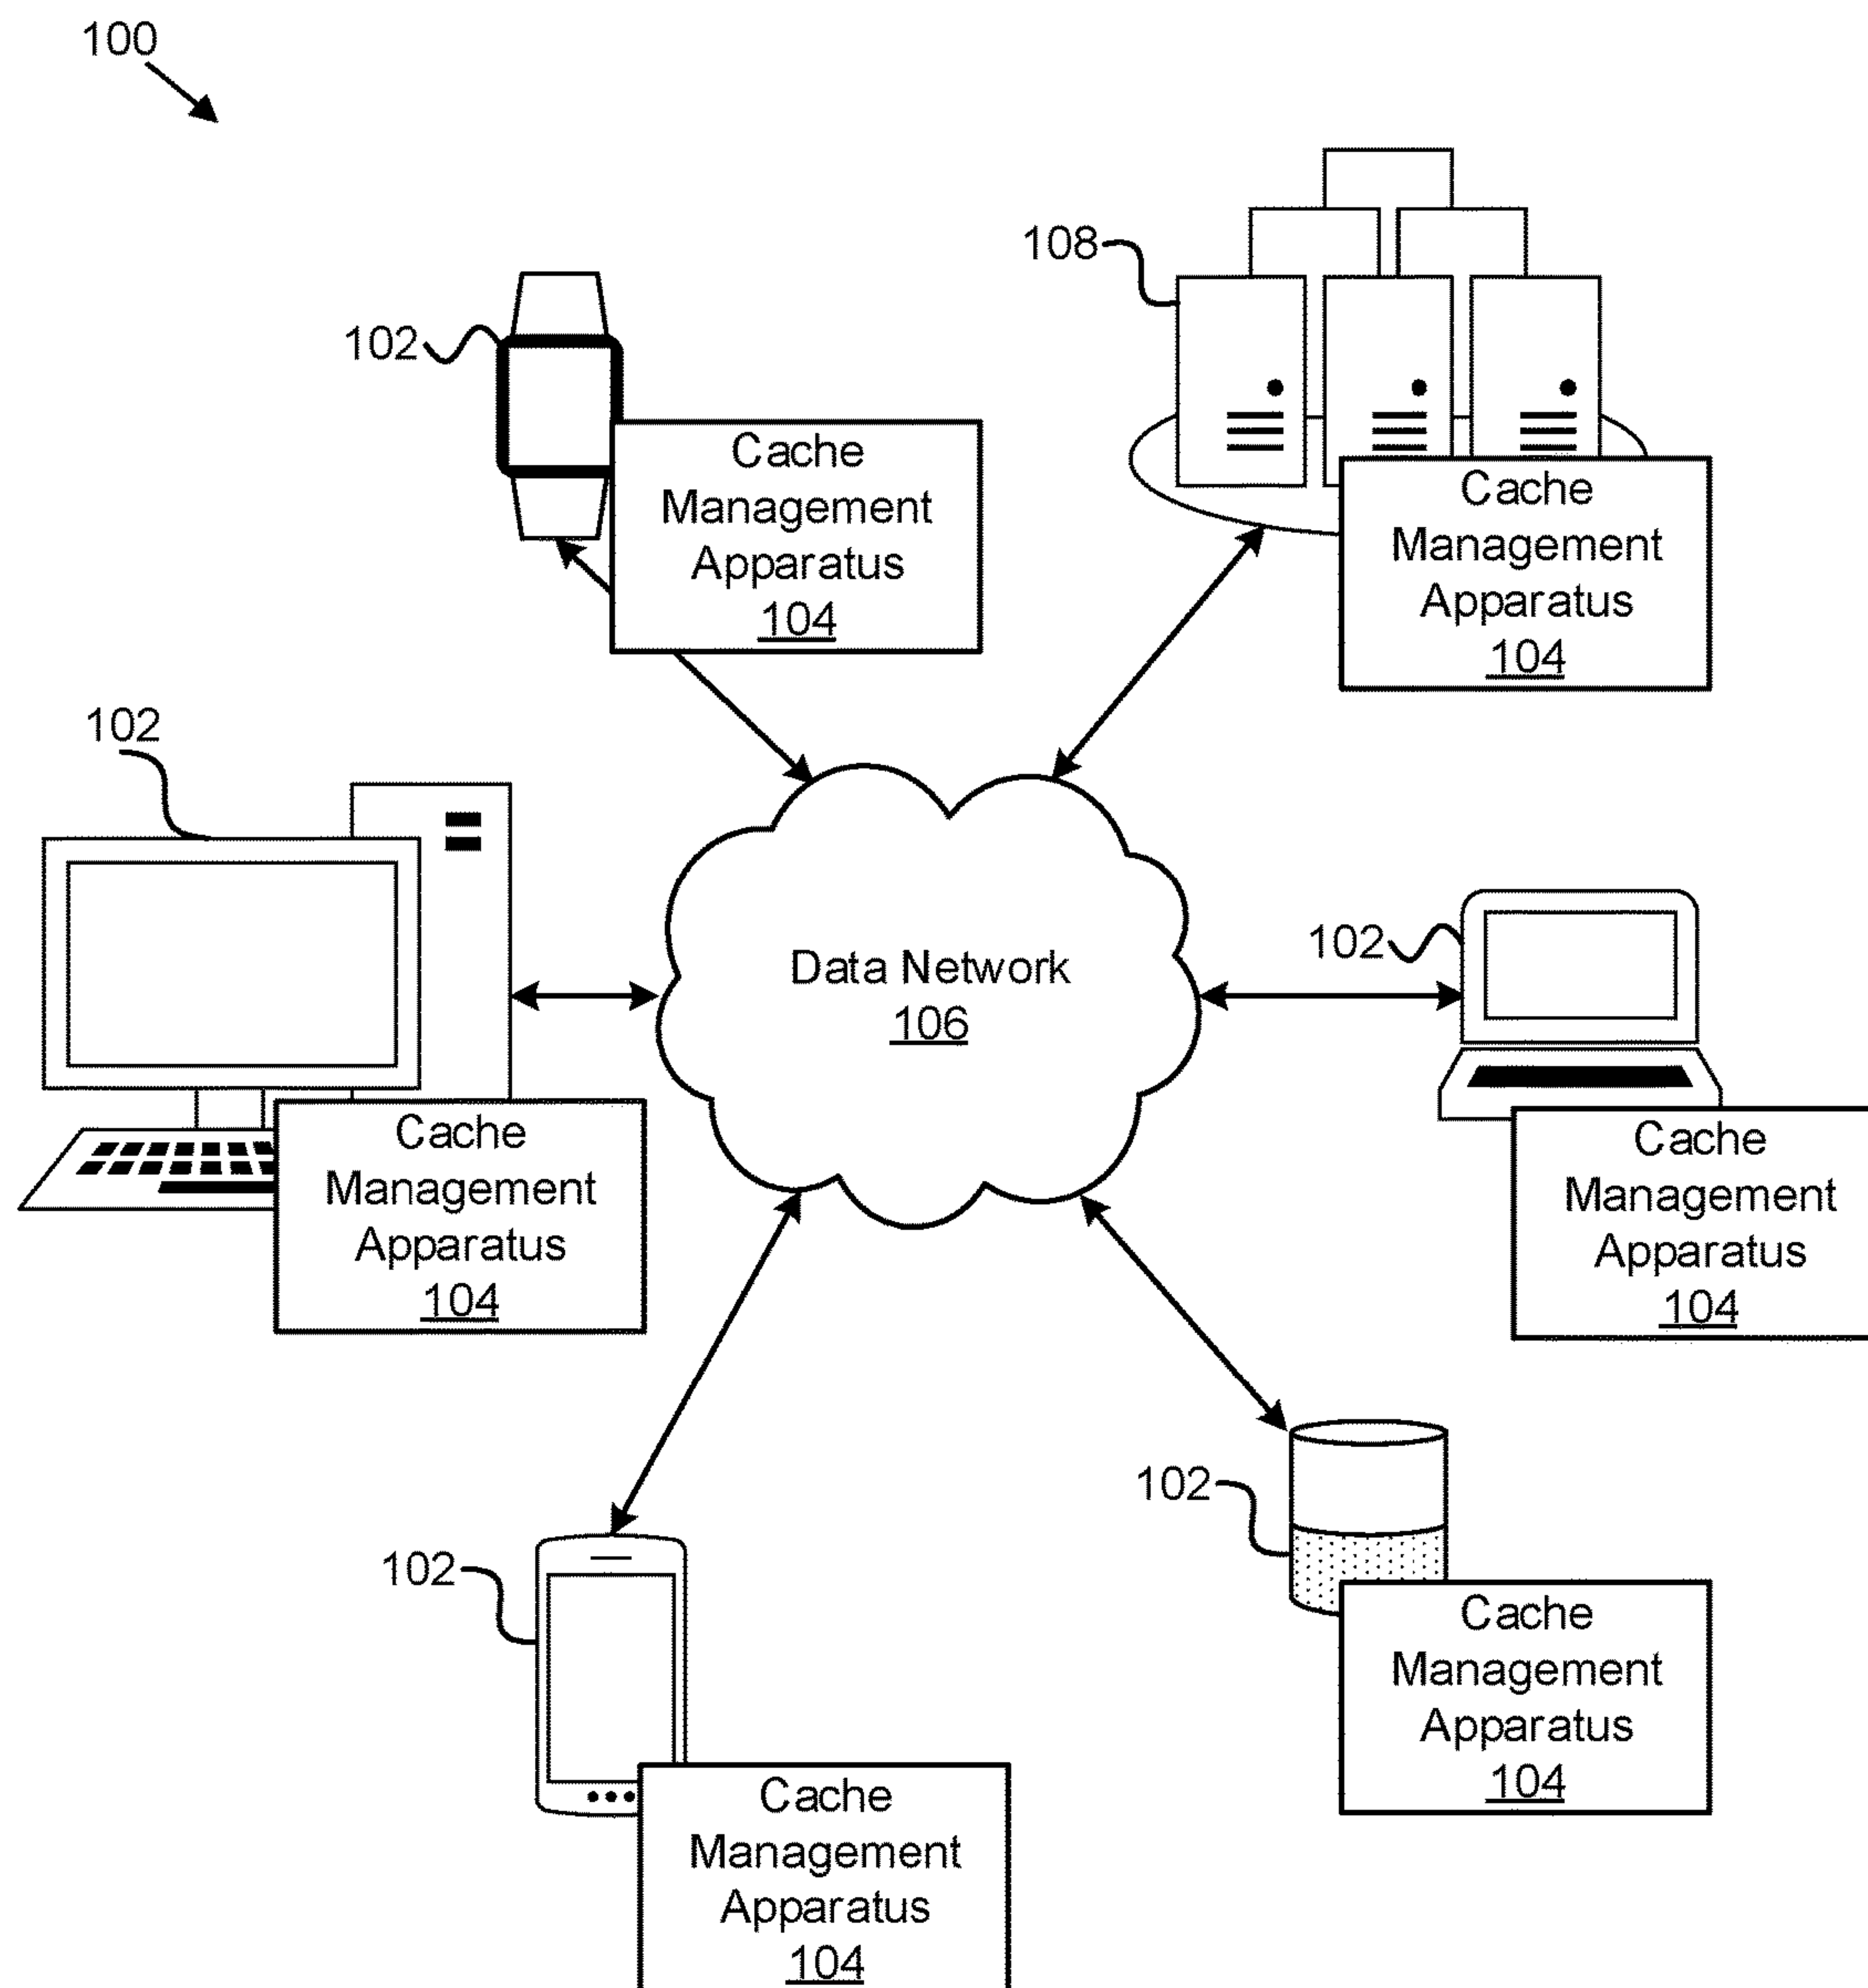 100
108
102
Cache
Management
Apparatus
104
Cache
Management
Apparatus
104
102
Data Network
106
102
Cache
Management
Apparatus
104
Cache
Management
Apparatus
104
102
Cache
Management
Apparatus
104
102
Cache
Management
Apparatus
104